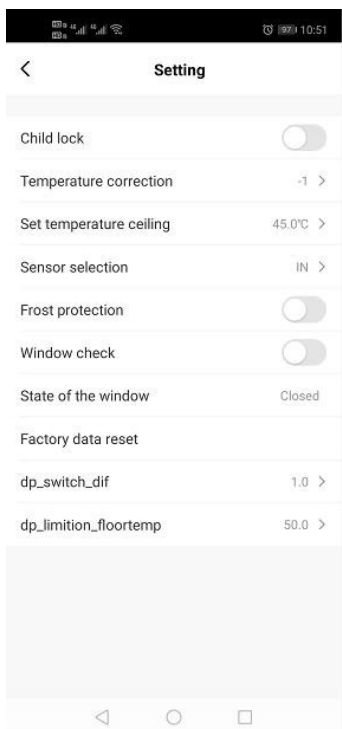 97 10:51
Setting
Child lock
Temperature correction -1
Set temperature ceiling 45.0℃
Sensor selection IN
Frost protection
Window check
State of the window Closed
Factory data reset
dp_switch_dif 1.0
dp_limition_floortemp 50.0